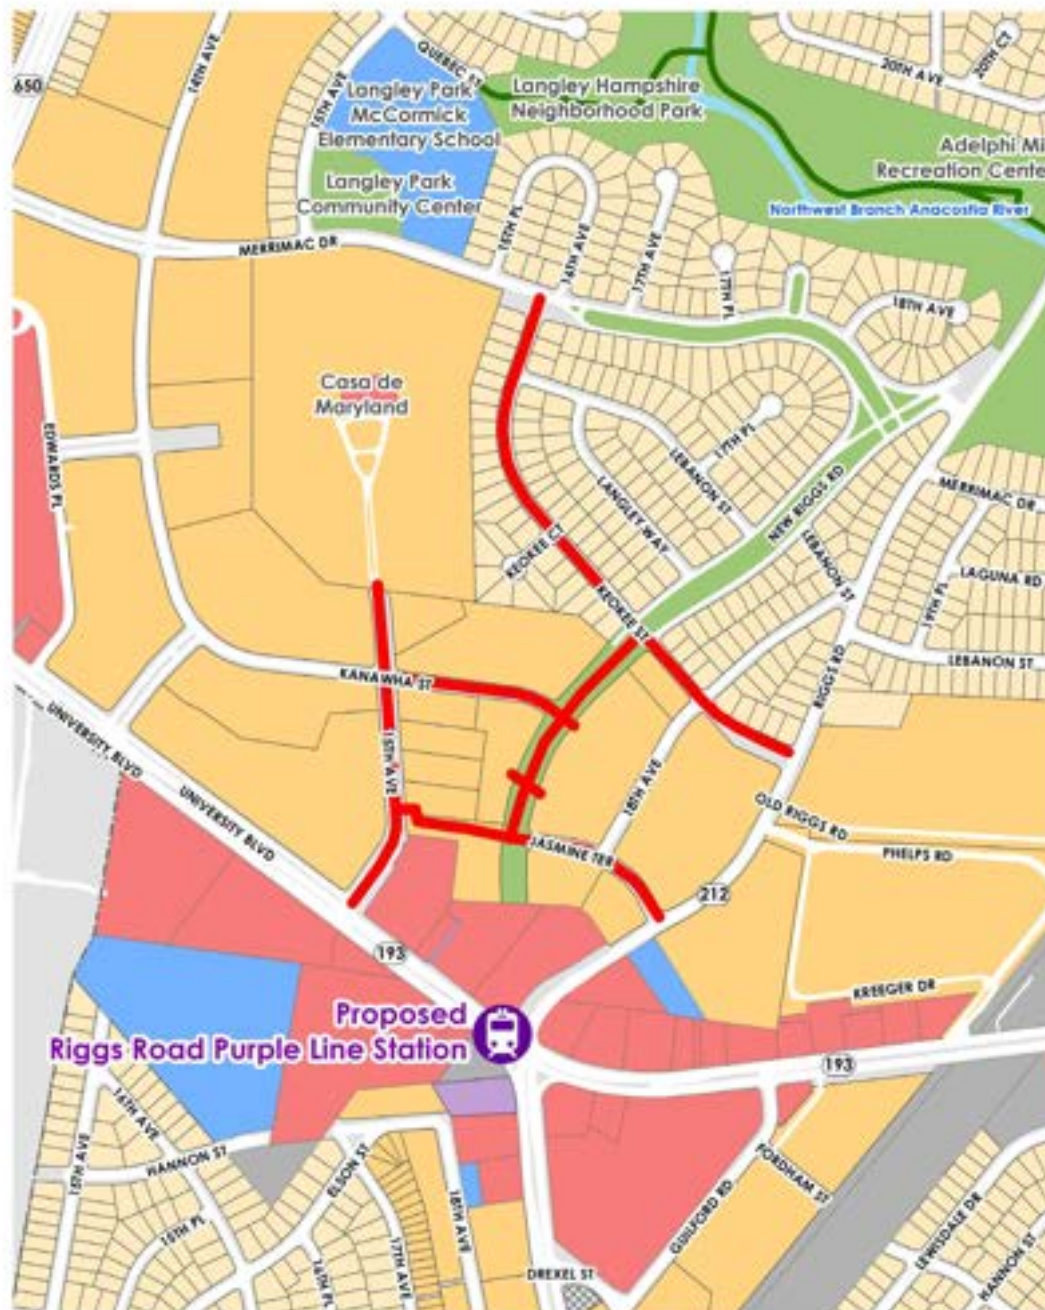 650
14TH AVE
15TH AVE
QUEBEC ST
Langley Park
McCormick
Elementary School
Langley Hampshire
Neighborhood Park
20TH AVE
20TH CT
Adelphi Mi
Recreation Cente
Langley Park
Community Center
Northwest Branch Anacostia River
MERRIMAC DR
15TH PL
16TH AVE
17TH AVE
17TH PL
18TH AVE
Casa de
Maryland
EDWARDS PL
LEBANON ST
17TH PL
LANGLEY WAY
NEW RIGGS RD
MERRIMAC DR
KEOKEE
KEOKEE ST
LEBANON ST
LAGUNA RD
19TH PL
LEBANON ST
RIGGS RD
KANAWHA ST
UNIVERSITY BLVD
UNIVERSITY BLVD
15TH AVE
18TH AVE
OLD RIGGS RD
PHELPS RD
JASMINE TER
212
193
KREEGER DR
Proposed
Riggs Road Purple Line Station
193
16TH AVE
15TH AVE
HANNON ST
ELSON ST
15TH PL
16TH PL
17TH AVE
18TH AVE
FORDHAM ST
GUILFORD RD
DREXEL ST
LEWISDALE DR
HANNON ST